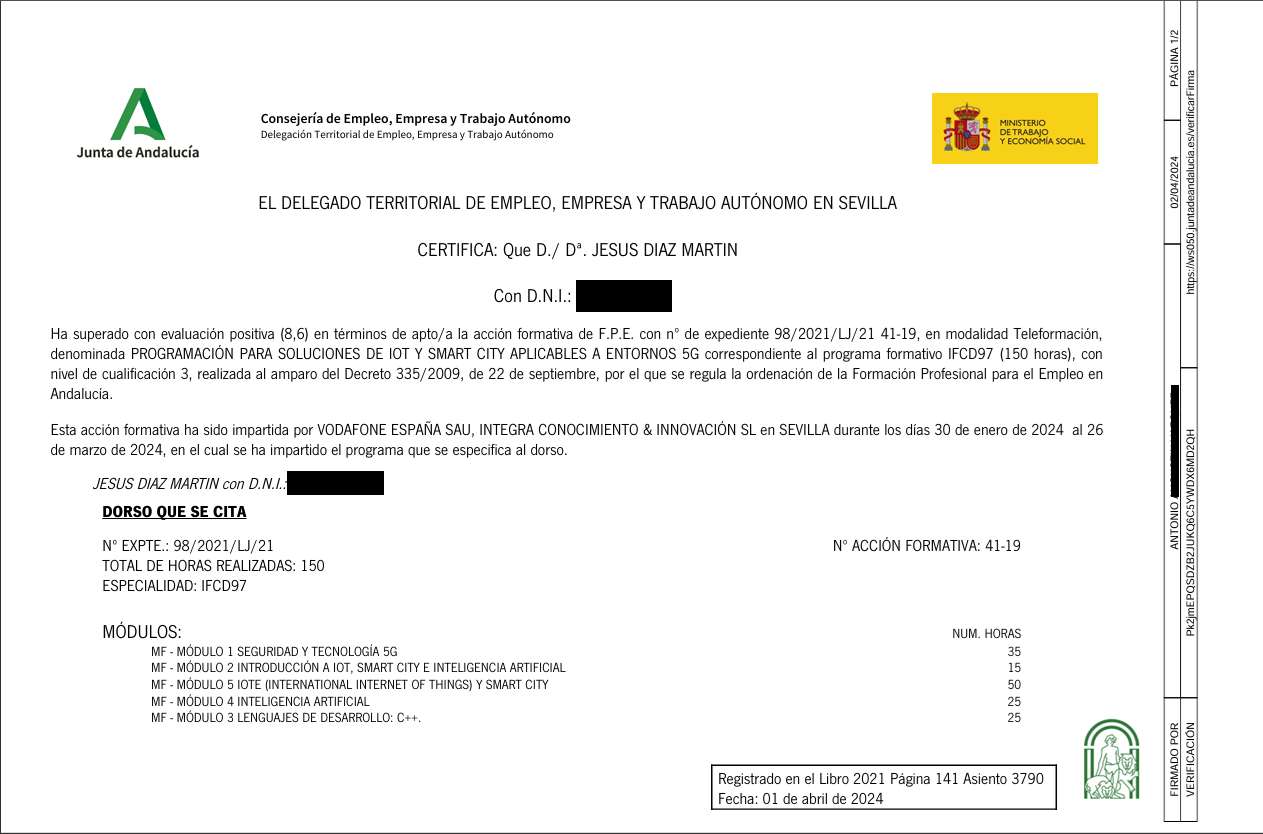 Junta de Andalucía
Consejería de Empleo, Empresa y Trabajo Autónomo
Delegación Territorial de Empleo, Empresa y Trabajo Autónomo
MINISTERIO
DE TRABAJO
Y ECONOMÍA SOCIAL
EL DELEGADO TERRITORIAL DE EMPLEO, EMPRESA Y TRABAJO AUTÓNOMO EN SEVILLA
CERTIFICA: Que D./ Dª. JESUS DIAZ MARTIN
Con D.N.I.:
Ha superado con evaluación positiva (8,6) en términos de apto/a la acción formativa de F.P.E. con n° de expediente 98/2021/LJ/21 41-19, en modalidad Teleformación,
denominada PROGRAMACIÓN PARA SOLUCIONES DE IOT Y SMART CITY APLICABLES A ENTORNOS 5G correspondiente al programa formativo IFCD97 (150 horas), con
nivel de cualificación 3, realizada al amparo del Decreto 335/2009, de 22 de septiembre, por el que se regula la ordenación de la Formación Profesional para el Empleo en
Andalucía.
Esta acción formativa ha sido impartida por VODAFONE ESPAÑA SAU, INTEGRA CONOCIMIENTO & INNOVACIÓN SL en SEVILLA durante los días 30 de enero de 2024 al 26
de marzo de 2024, en el cual se ha impartido el programa que se especifica al dorso.
JESUS DIAZ MARTIN con D.N.I.:
DORSO QUE SE CITA
N° EXPTE.: 98/2021/LJ/21
N° ACCIÓN FORMATIVA: 41-19
TOTAL DE HORAS REALIZADAS: 150
ESPECIALIDAD: IFCD97
MÓDULOS:
NUM. HORAS
MF - MÓDULO 1 SEGURIDAD Y TECNOLOGÍA 5G 35
MF - MÓDULO 2 INTRODUCCIÓN A IOT, SMART CITY E INTELIGENCIA ARTIFICIAL 15
MF - MÓDULO 5 IOTE (INTERNATIONAL INTERNET OF THINGS) Y SMART CITY 50
MF - MÓDULO 4 INTELIGENCIA ARTIFICIAL 25
MF - MÓDULO 3 LENGUAJES DE DESARROLLO: C++. 25
Registrado en el Libro 2021 Página 141 Asiento 3790
Fecha: 01 de abril de 2024
FIRMADO POR ANTONIO 02/04/2024 PÁGINA 1/2
VERIFICACIÓN Pk2jmEPQSDZB2JUKQ6C5YWDX6MD2QH https://ws050.juntadeandalucia.es/verificarFirma